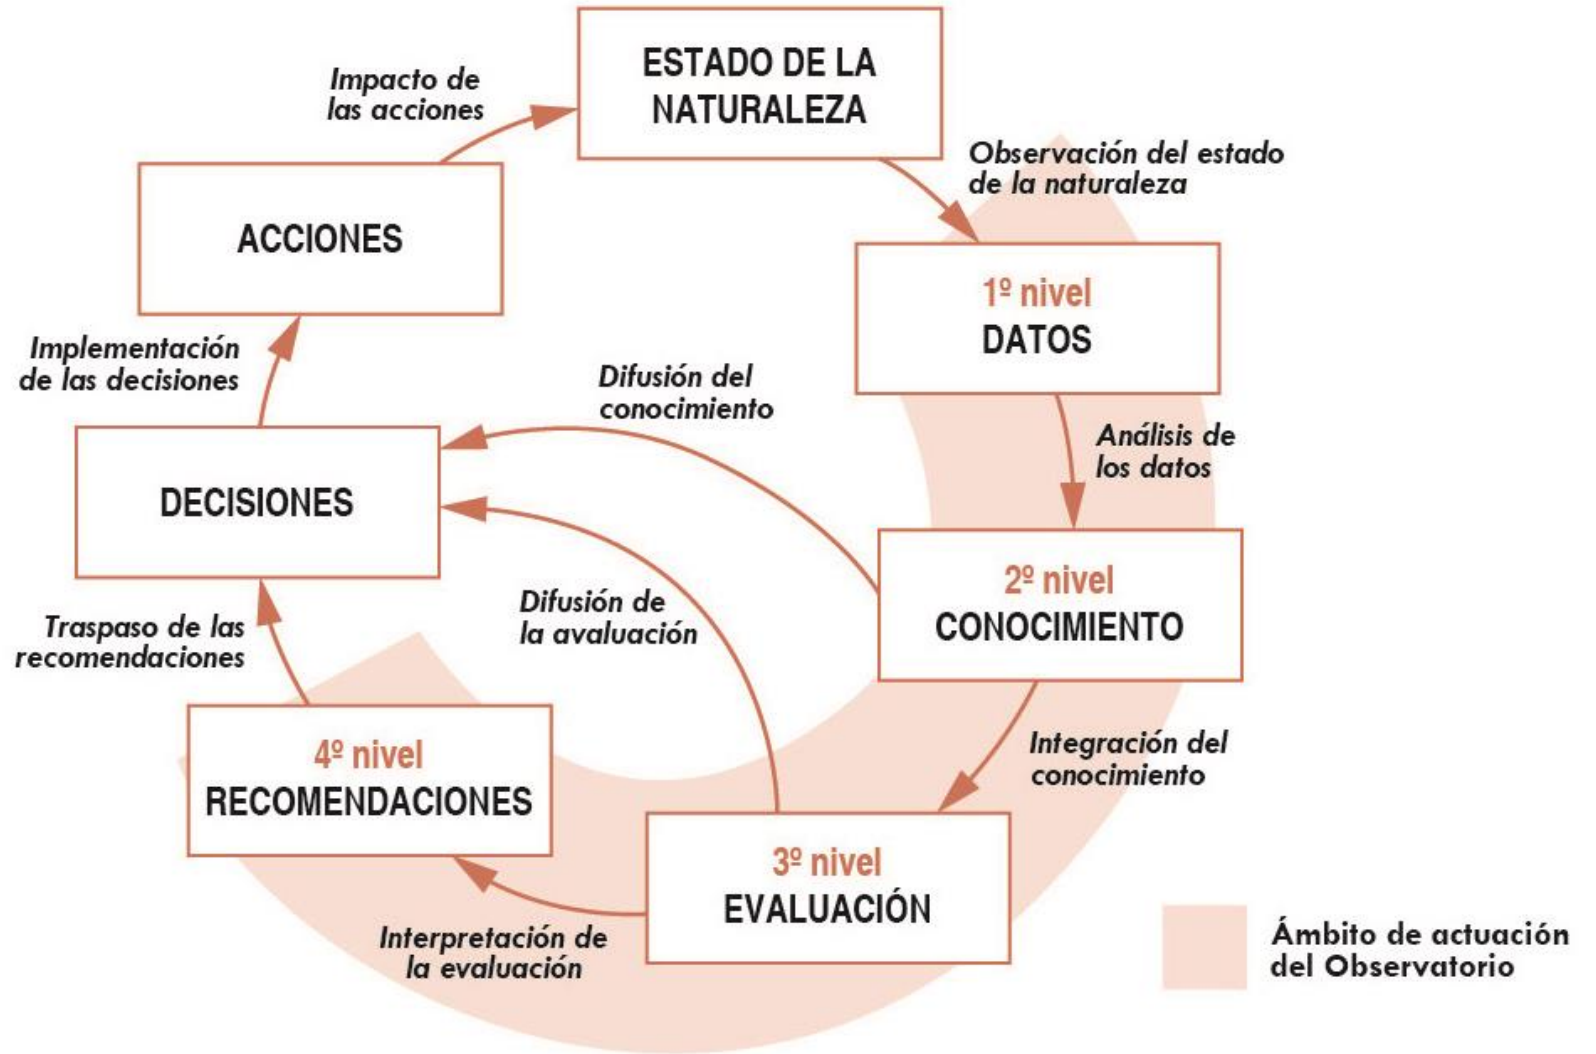 ESTADO DE LA
NATURALEZA
Impacto de
las acciones
Observación del estado
de la naturaleza
ACCIONES
1º nivel
DATOS
Implementación
de las decisiones
Difusión del
conocimiento
Análisis de
los datos
DECISIONES
2º nivel
CONOCIMIENTO
Difusión de
la avaluación
Traspaso de las
recomendaciones
Integración del
conocimiento
4º nivel
RECOMENDACIONES
3º nivel
EVALUACIÓN
Interpretación de
la evaluación
Ámbito de actuación
del Observatorio